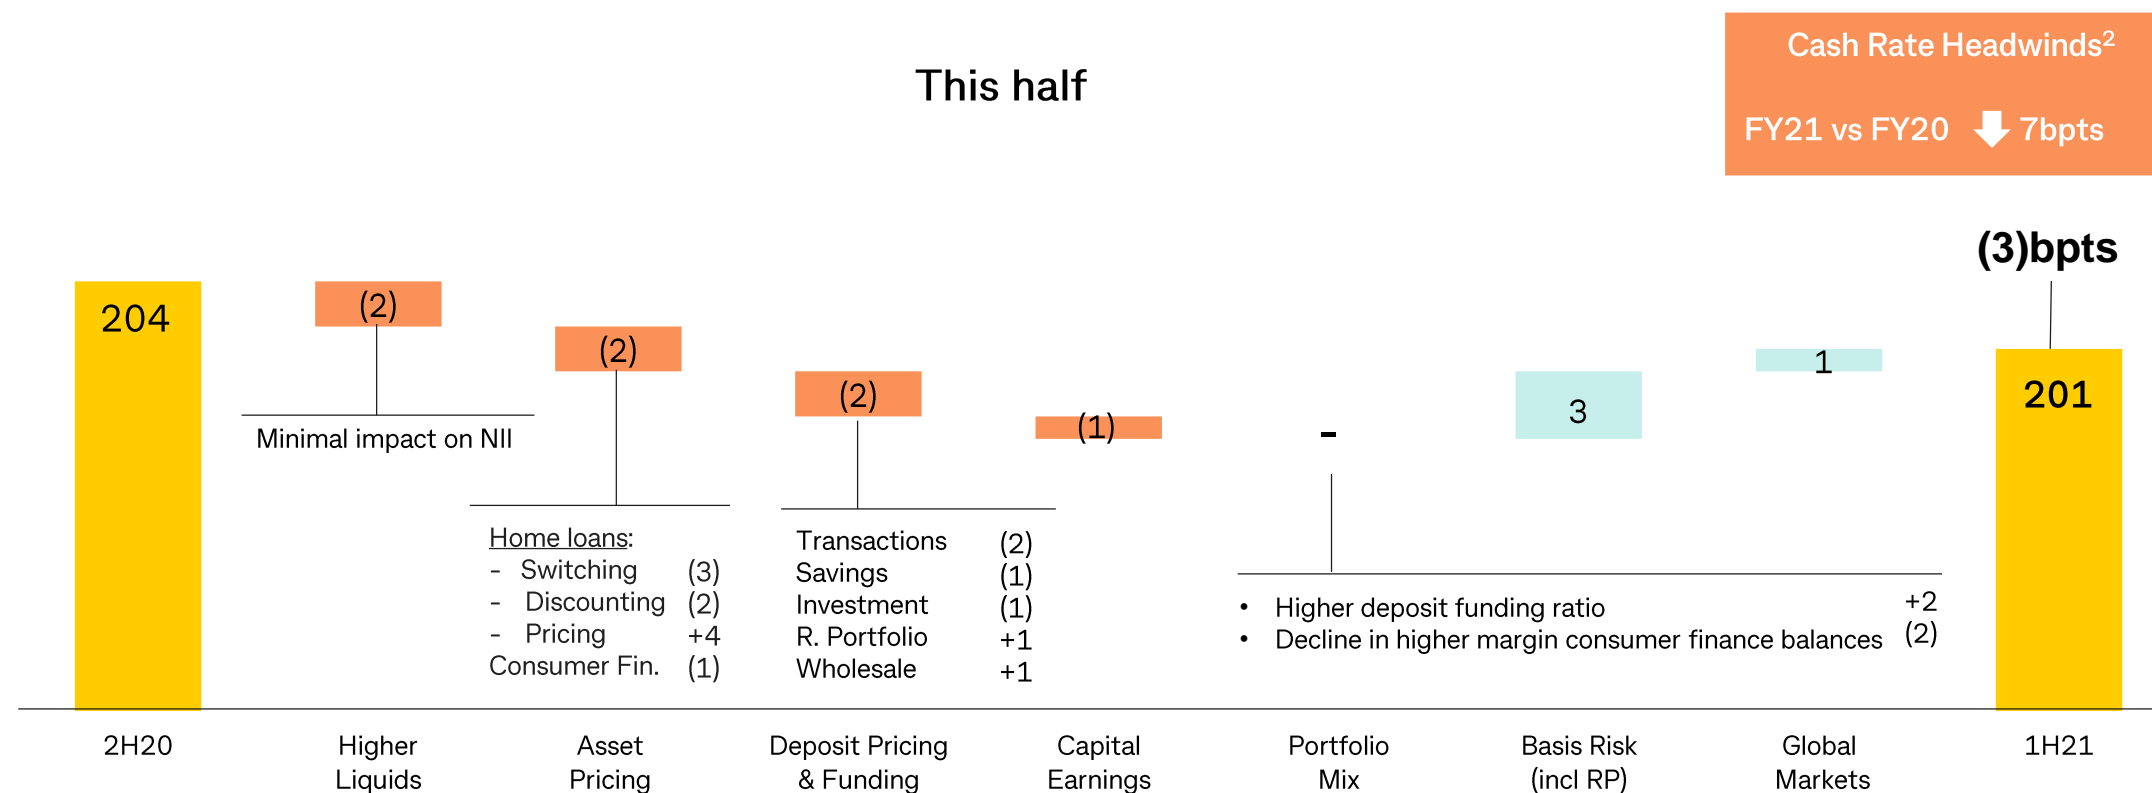 This half
Cash Rate Headwinds²
FY21 vs FY20 7bpts
(3)bpts
204
(2)
(2)
(2)
(1)
-
3
1
201
Minimal impact on NII
Home loans:
- Switching (3)
- Discounting (2)
- Pricing +4
Consumer Fin. (1)
Transactions (2)
Savings (1)
Investment (1)
R. Portfolio +1
Wholesale +1
• Higher deposit funding ratio +2
• Decline in higher margin consumer finance balances (2)
2H20
Higher
Liquids
Asset
Pricing
Deposit Pricing
& Funding
Capital
Earnings
Portfolio
Mix
Basis Risk
(incl RP)
Global
Markets
1H21